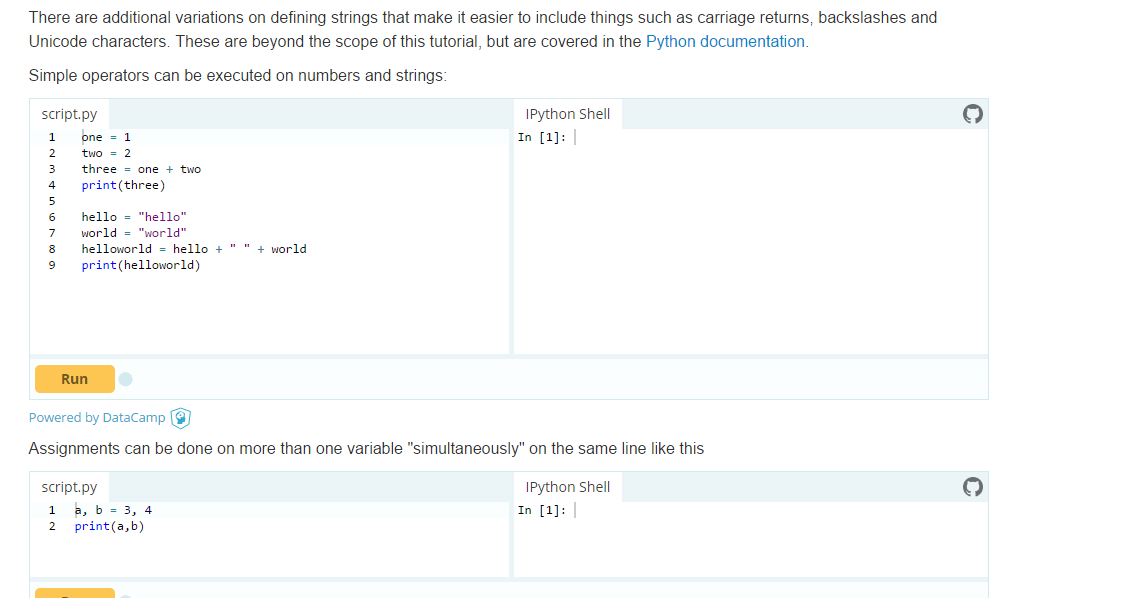 There are additional variations on defining strings that make it easier to include things such as carriage returns, backslashes and
Unicode characters. These are beyond the scope of this tutorial, but are covered in the Python documentation.
Simple operators can be executed on numbers and strings:
script.py
1 one = 1
2 two = 2
3 three = one + two
4 print(three)
5
6 hello = "hello"
7 world = "world"
8 helloworld = hello + " " + world
9 print(helloworld)
IPython Shell
In [1]:
Run
Powered by DataCamp
Assignments can be done on more than one variable "simultaneously" on the same line like this
script.py
1 a, b = 3, 4
2 print(a,b)
IPython Shell
In [1]: